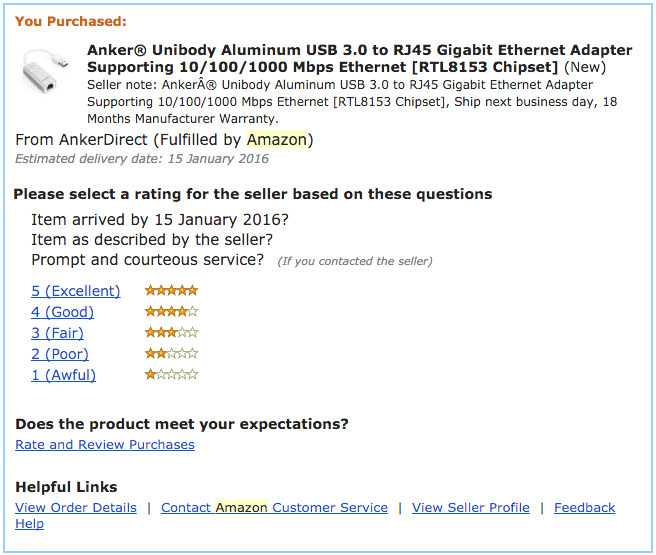 You Purchased:
Anker® Unibody Aluminum USB 3.0 to RJ45 Gigabit Ethernet Adapter
Supporting 10/100/1000 Mbps Ethernet [RTL8153 Chipset] (New)
Seller note: AnkerÂ® Unibody Aluminum USB 3.0 to RJ45 Gigabit Ethernet Adapter
Supporting 10/100/1000 Mbps Ethernet [RTL8153 Chipset], Ship next business day, 18
Months Manufacturer Warranty.
From AnkerDirect (Fulfilled by Amazon)
Estimated delivery date: 15 January 2016
Please select a rating for the seller based on these questions
Item arrived by 15 January 2016?
Item as described by the seller?
Prompt and courteous service? (If you contacted the seller)
5 (Excellent)
4 (Good)
3 (Fair)
2 (Poor)
1 (Awful)
Does the product meet your expectations?
Rate and Review Purchases
Helpful Links
View Order Details | Contact Amazon Customer Service | View Seller Profile | Feedback
Help